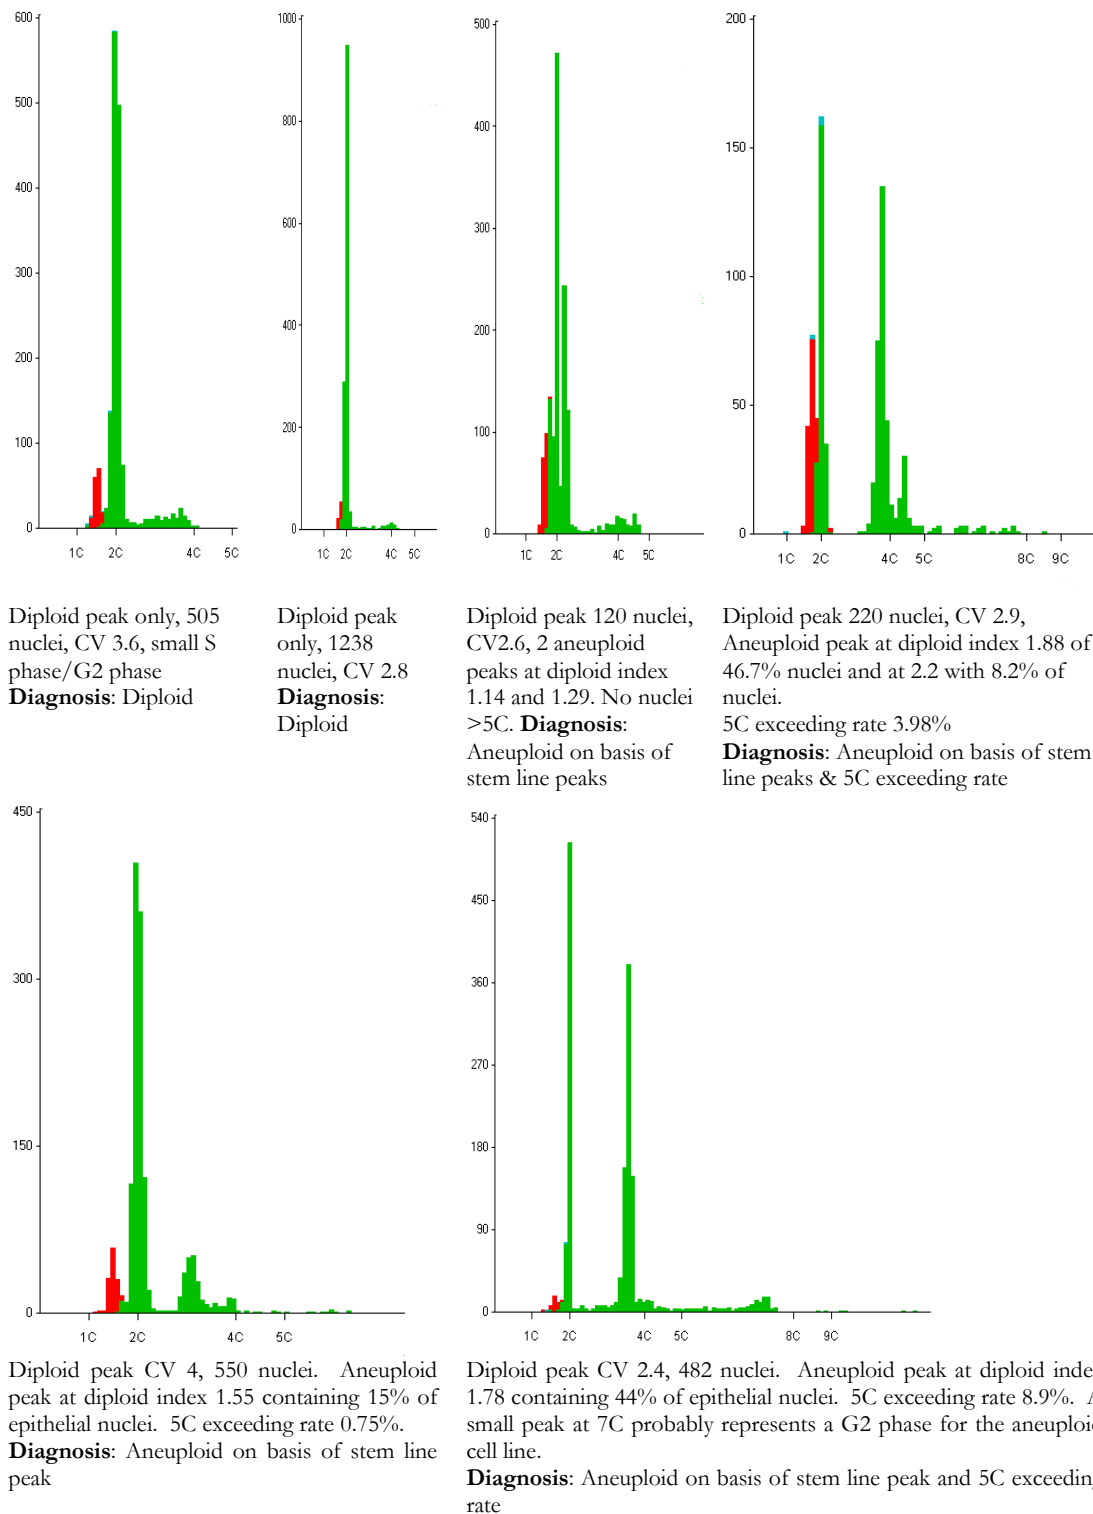 600
500
400
300
200
100
0
1C 2C 4C 5C
1000
800
600
400
200
0
1C 2C 4C 5C
500
400
300
200
100
0
1C 2C 4C 5C
200
150
100
50
0
1C 2C 4C 5C 8C 9C
Diploid peak only, 505
nuclei, CV 3.6, small S
phase/G2 phase
Diagnosis: Diploid
Diploid peak
only, 1238
nuclei, CV 2.8
Diagnosis:
Diploid
Diploid peak 120 nuclei,
CV2.6, 2 aneuploid
peaks at diploid index
1.14 and 1.29. No nuclei
>5C. Diagnosis:
Aneuploid on basis of
stem line peaks
Diploid peak 220 nuclei, CV 2.9,
Aneuploid peak at diploid index 1.88 of
46.7% nuclei and at 2.2 with 8.2% of
nuclei.
5C exceeding rate 3.98%
Diagnosis: Aneuploid on basis of stem
line peaks & 5C exceeding rate
450
300
150
0
1C 2C 4C 5C
540
450
360
270
180
90
0
1C 2C 4C 5C 8C 9C
Diploid peak CV 4, 550 nuclei. Aneuploid
peak at diploid index 1.55 containing 15% of
epithelial nuclei. 5C exceeding rate 0.75%.
Diagnosis: Aneuploid on basis of stem line
peak
Diploid peak CV 2.4, 482 nuclei. Aneuploid peak at diploid inde
1.78 containing 44% of epithelial nuclei. 5C exceeding rate 8.9%. A
small peak at 7C probably represents a G2 phase for the aneuploi
cell line.
Diagnosis: Aneuploid on basis of stem line peak and 5C exceedin
rate